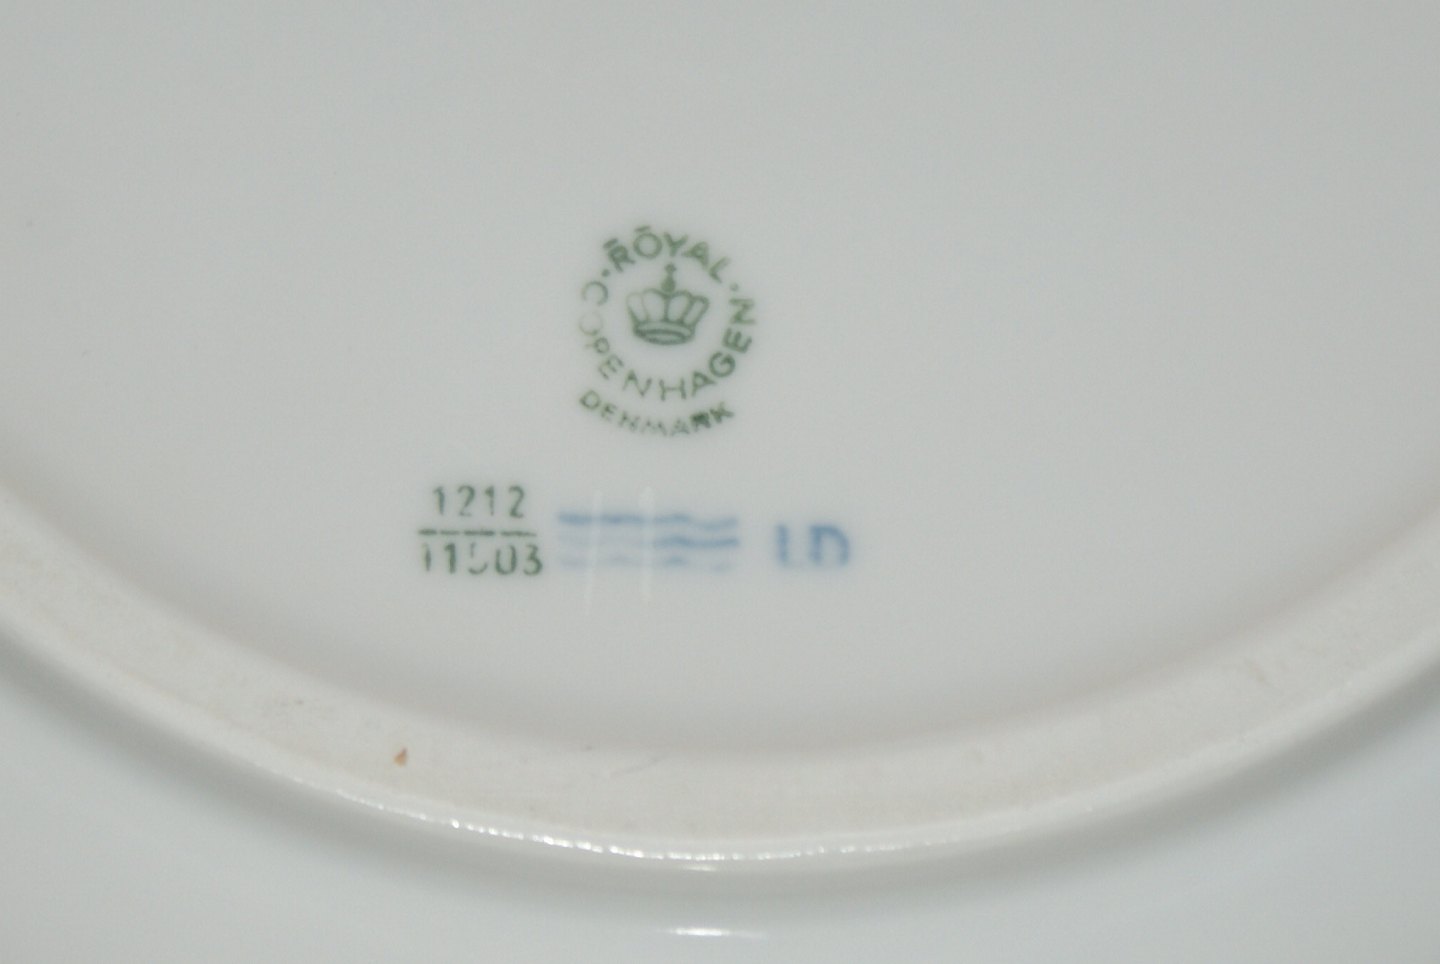 ROYAL
COPENHAGEN
DENMARK
1212
11503
LD